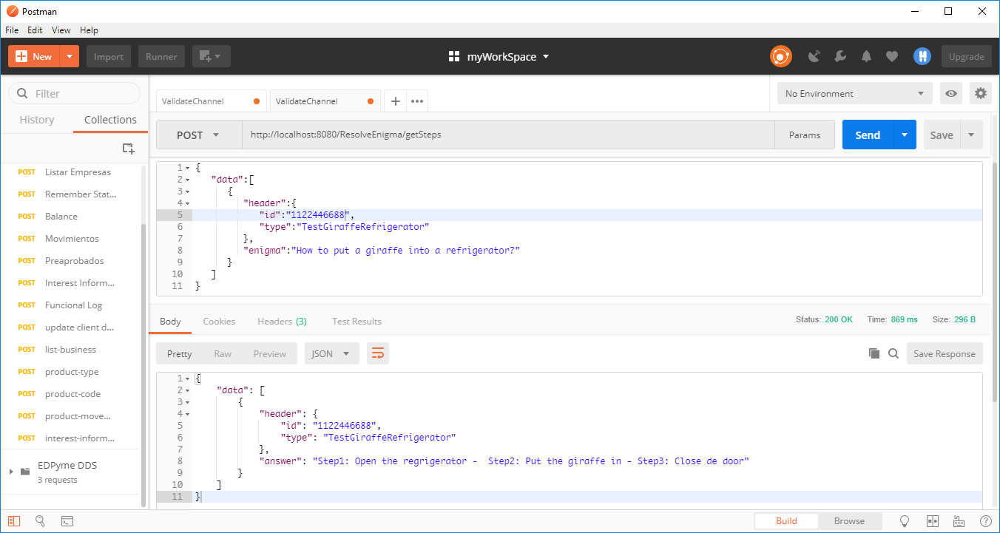 Postman
File Edit View Help
New Import Runner myWorkSpace Upgrade
Filter
History Collections
POST Listar Empresas
POST Remember Stat...
POST Balance
POST Movimientos
POST Preaprobados
POST Interest Inform...
POST Funcional Log
POST update client d...
POST list-business
POST product-type
POST product-code
POST product-move...
POST interest-inform...
EDPyme DDS
3 requests
ValidateChannel ValidateChannel No Environment
POST http://localhost:8080/ResolveEnigma/getSteps Params Send Save
1 {
2 "data":[
3 {
4 "header":{
5 "id":"1122446688",
6 "type":"TestGiraffeRefrigerator"
7 },
8 "enigma":"How to put a giraffe into a refrigerator?"
9 }
10 ]
11 }
Body Cookies Headers (3) Test Results Status: 200 OK Time: 869 ms Size: 296 B
Pretty Raw Preview JSON Save Response
1 {
2 "data": [
3 {
4 "header": {
5 "id": "1122446688",
6 "type": "TestGiraffeRefrigerator"
7 },
8 "answer": "Step1: Open the regrigerator -  Step2: Put the giraffe in - Step3: Close de door"
9 }
10 ]
11 }
Build Browse